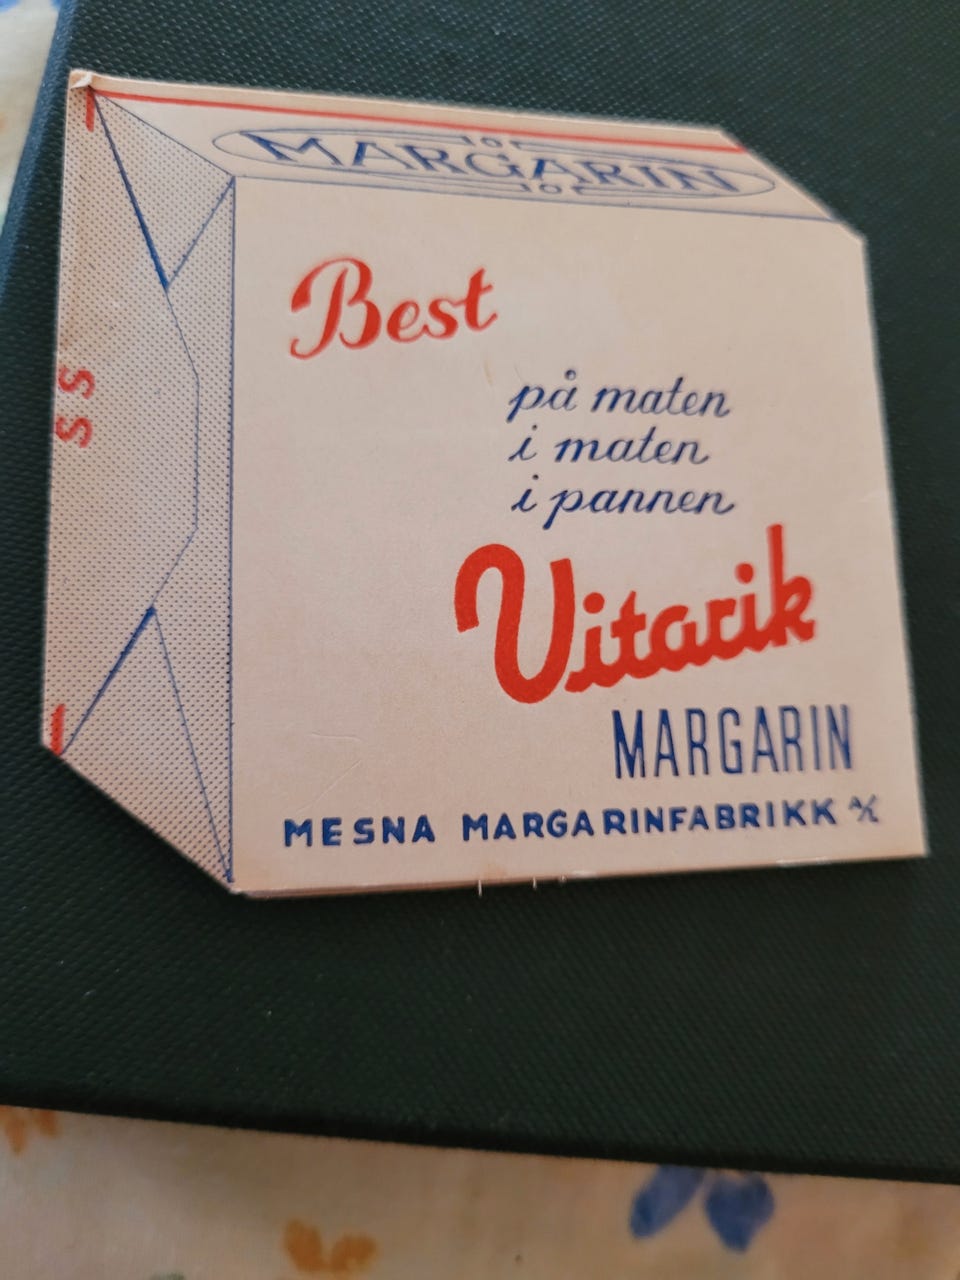 MARGARIN
Best
på maten
i maten
i pannen
Vitarik
MARGARIN
MESNA MARGARINFABRIKK A/S
S S